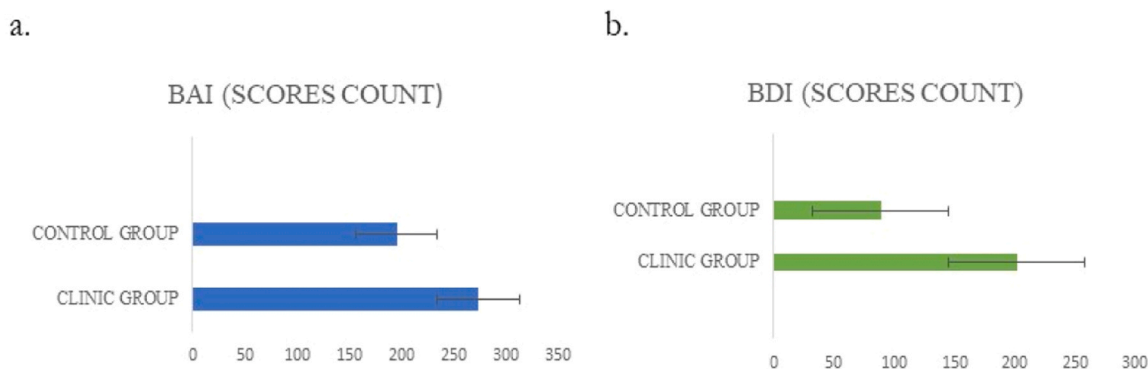 a.
BAI (SCORES COUNT)
CONTROL GROUP
CLINIC GROUP
0 50 100 150 200 250 300 350
b.
BDI (SCORES COUNT)
CONTROL GROUP
CLINIC GROUP
0 50 100 150 200 250 300